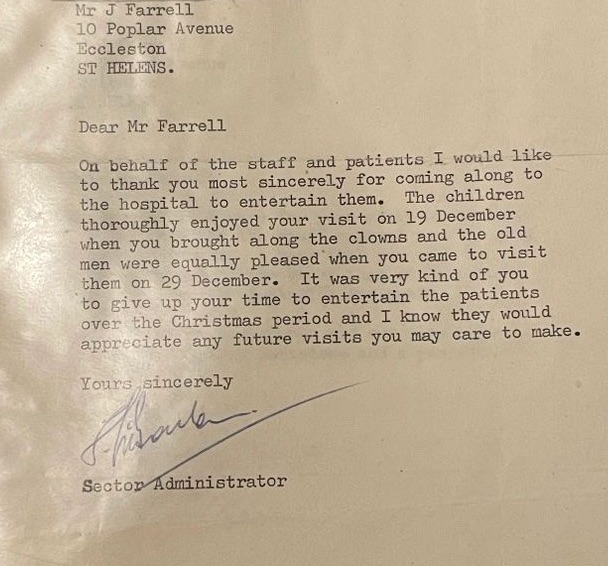 Mr J Farrell
10 Poplar Avenue
Eccleston
ST HELENS.
Dear Mr Farrell
On behalf of the staff and patients I would like
to thank you most sincerely for coming along to
the hospital to entertain them. The children
thoroughly enjoyed your visit on 19 December
when you brought along the clowns and the old
men were equally pleased when you came to visit
them on 29 December. It was very kind of you
to give up your time to entertain the patients
over the Christmas period and I know they would
appreciate any future visits you may care to make.
Yours sincerely
Sector Administrator